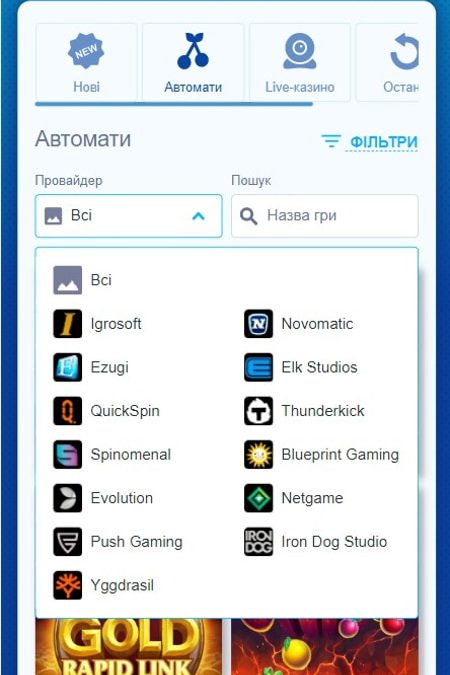 NEW
Нові
Автомати
Live-казино
Остан
Автомати
ФІЛЬТРИ
Провайдер
Пошук
Всі
Назва гри
Всі
Igrosoft
Novomatic
Ezugi
Elk Studios
QuickSpin
Thunderkick
Spinomenal
Blueprint Gaming
Evolution
Netgame
Push Gaming
IRON
DOG
Iron Dog Studio
Yggdrasil
GOLD
RAPID LINK